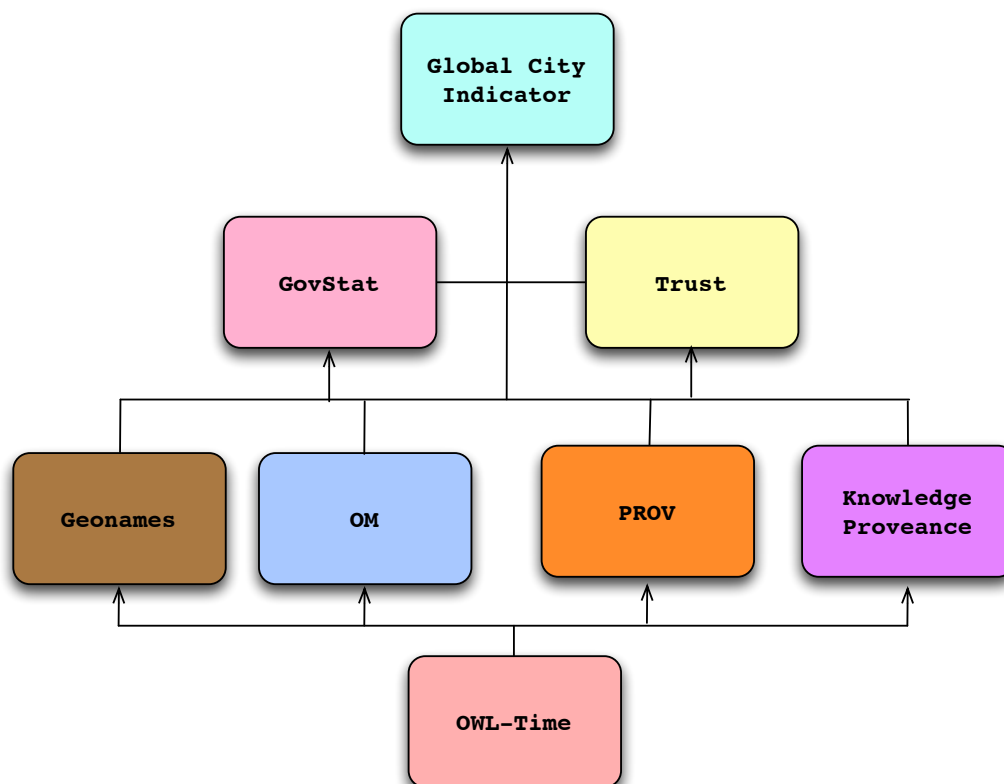 Global City
Indicator
GovStat
Trust
Geonames
OM
PROV
Knowledge
Proveance
OWL-Time